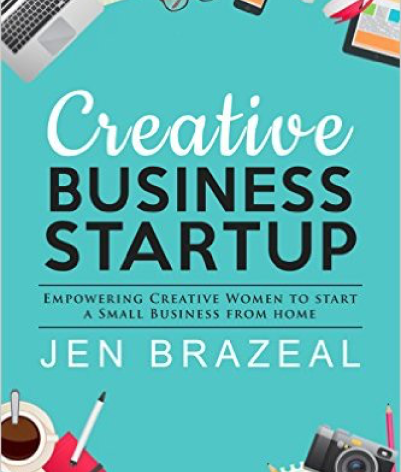 Creative
BUSINESS
STARTUP
EMPOWERING CREATIVE WOMEN TO START
A SMALL BUSINESS FROM HOME
JEN BRAZEAL